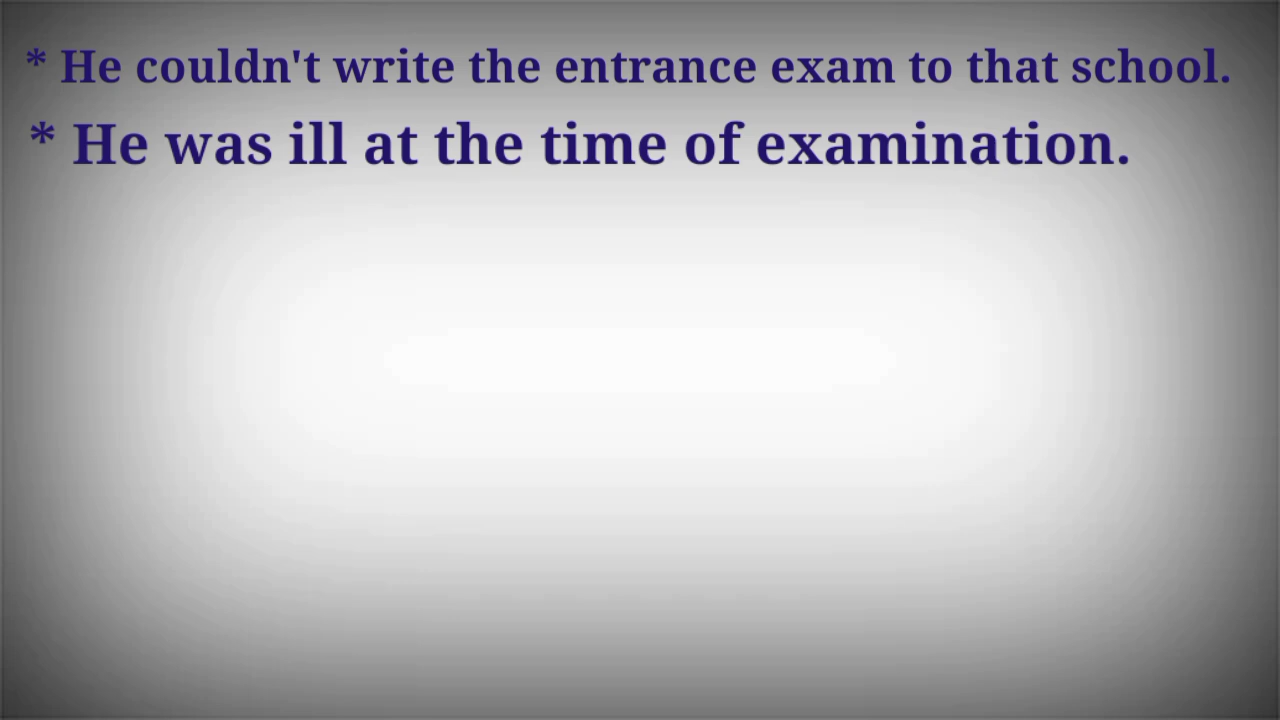 * He couldn't write the entrance exam to that school.
* He was ill at the time of examination.